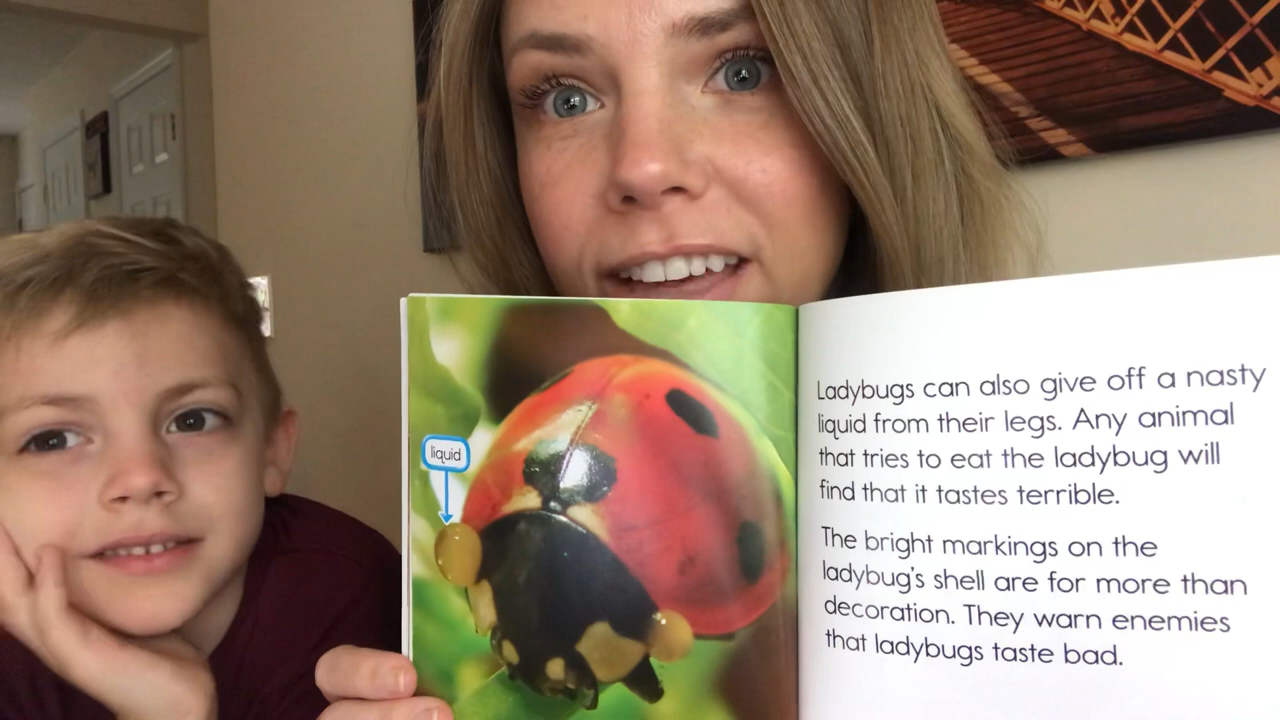 liquid
Ladybugs can also give off a nasty
liquid from their legs. Any animal
that tries to eat the ladybug will
find that it tastes terrible.
The bright markings on the
ladybug's shell are for more than
decoration. They warn enemies
that ladybugs taste bad.